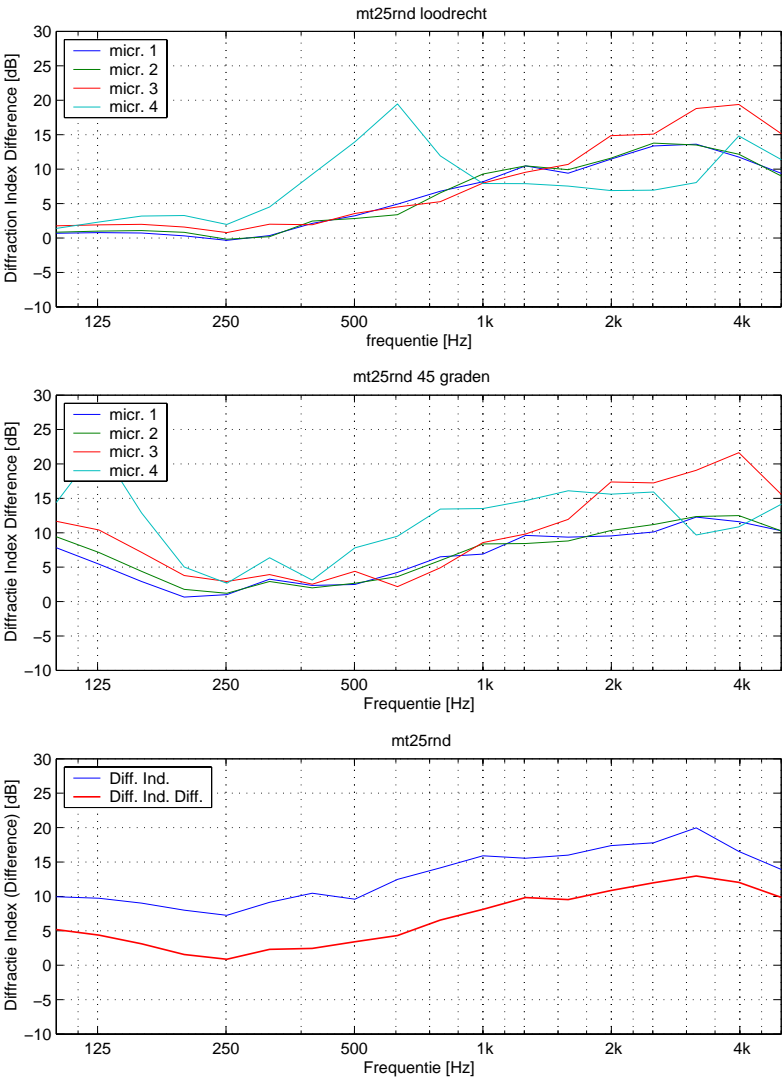 mt25rnd loodrecht
Diffraction Index Difference [dB]
30
25
20
15
10
5
0
−5
−10
micr. 1
micr. 2
micr. 3
micr. 4
125 250 500 1k 2k 4k
frequentie [Hz]
mt25rnd 45 graden
Diffractie Index Difference [dB]
30
25
20
15
10
5
0
−5
−10
micr. 1
micr. 2
micr. 3
micr. 4
125 250 500 1k 2k 4k
Frequentie [Hz]
mt25rnd
Diffractie Index (Difference) [dB]
30
25
20
15
10
5
0
−5
−10
Diff. Ind.
Diff. Ind. Diff.
125 250 500 1k 2k 4k
Frequentie [Hz]